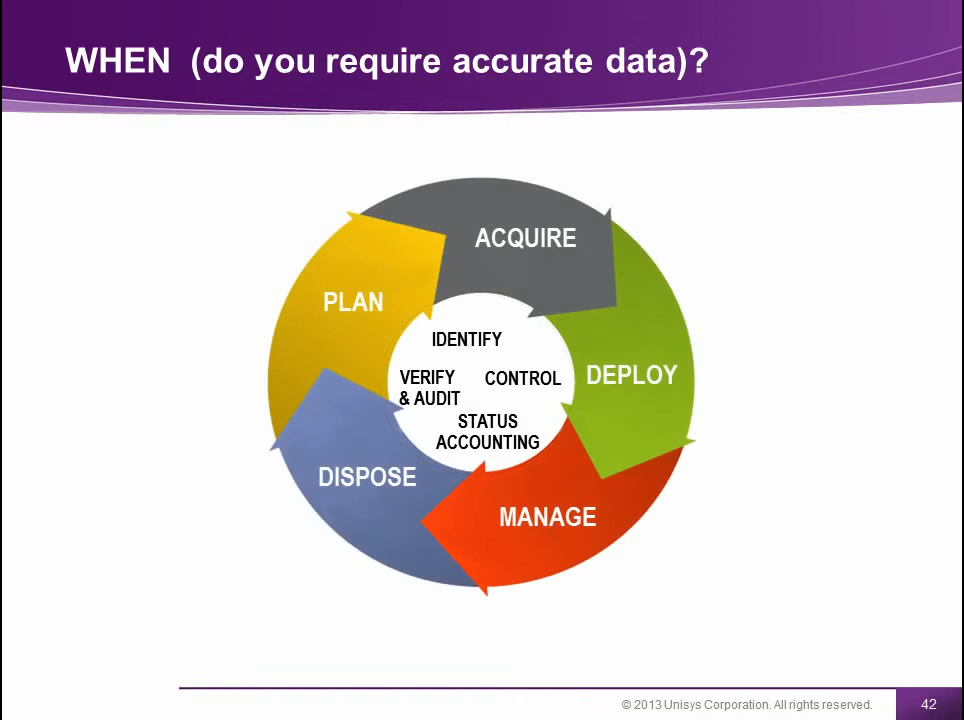 WHEN  (do you require accurate data)?
ACQUIRE
PLAN
IDENTIFY
VERIFY
& AUDIT
CONTROL
DEPLOY
STATUS
ACCOUNTING
DISPOSE
MANAGE
© 2013 Unisys Corporation. All rights reserved.
42